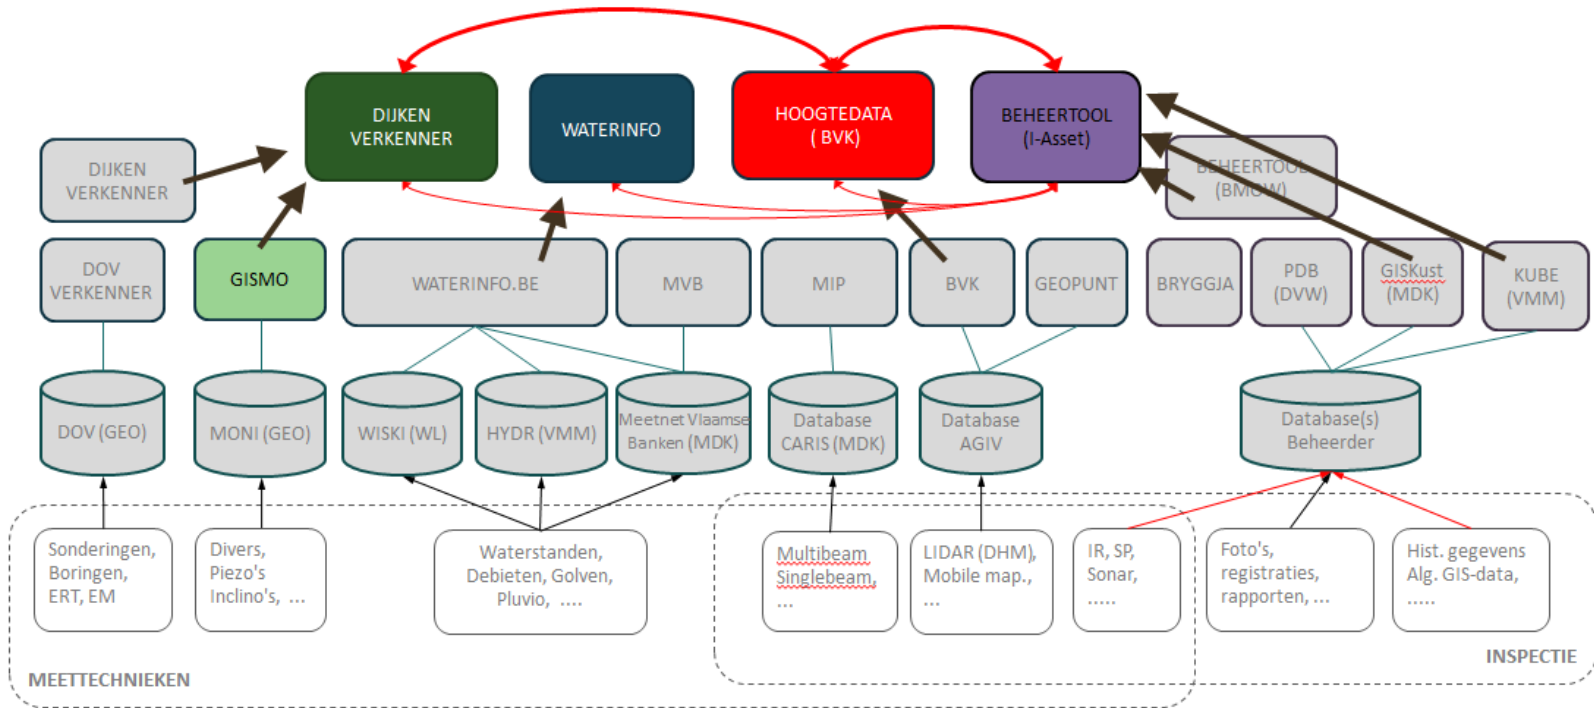 DIJKEN
VERKENNER
WATERINFO
HOOGTEDATA
( BVK)
BEHEERTOOL
(I-Asset)
DIJKEN
VERKENNER
BEHEERTOOL
(BMOW)
DOV
VERKENNER
GISMO
WATERINFO.BE
MVB
MIP
BVK
GEOPUNT
BRYGGJA
PDB
(DVW)
GISKust
(MDK)
KUBE
(VMM)
DOV (GEO)
MONI (GEO)
WISKI (WL)
HYDR (VMM)
Meetnet Vlaamse
Banken (MDK)
Database
CARIS (MDK)
Database
AGIV
Database(s)
Beheerder
Sonderingen,
Boringen,
ERT, EM
Divers,
Piezo's
Inclino's, ...
Waterstanden,
Debieten, Golven,
Pluvio, ....
Multibeam
Singlebeam,
...
LIDAR (DHM),
Mobile map.,
...
IR, SP,
Sonar,
.....
Foto's,
registraties,
rapporten, ...
Hist. gegevens
Alg. GIS-data,
.....
MEETTECHNIEKEN
INSPECTIE